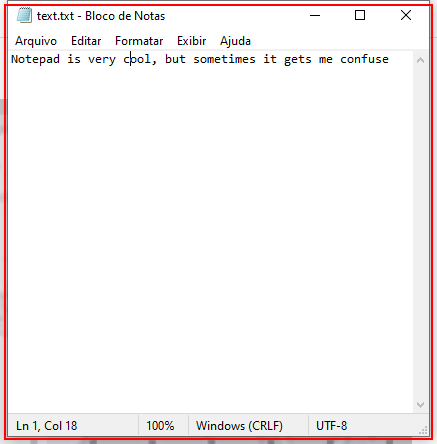 text.txt - Bloco de Notas
Arquivo Editar Formatar Exibir Ajuda
Notepad is very cool, but sometimes it gets me confuse
Ln 1, Col 18 100% Windows (CRLF) UTF-8